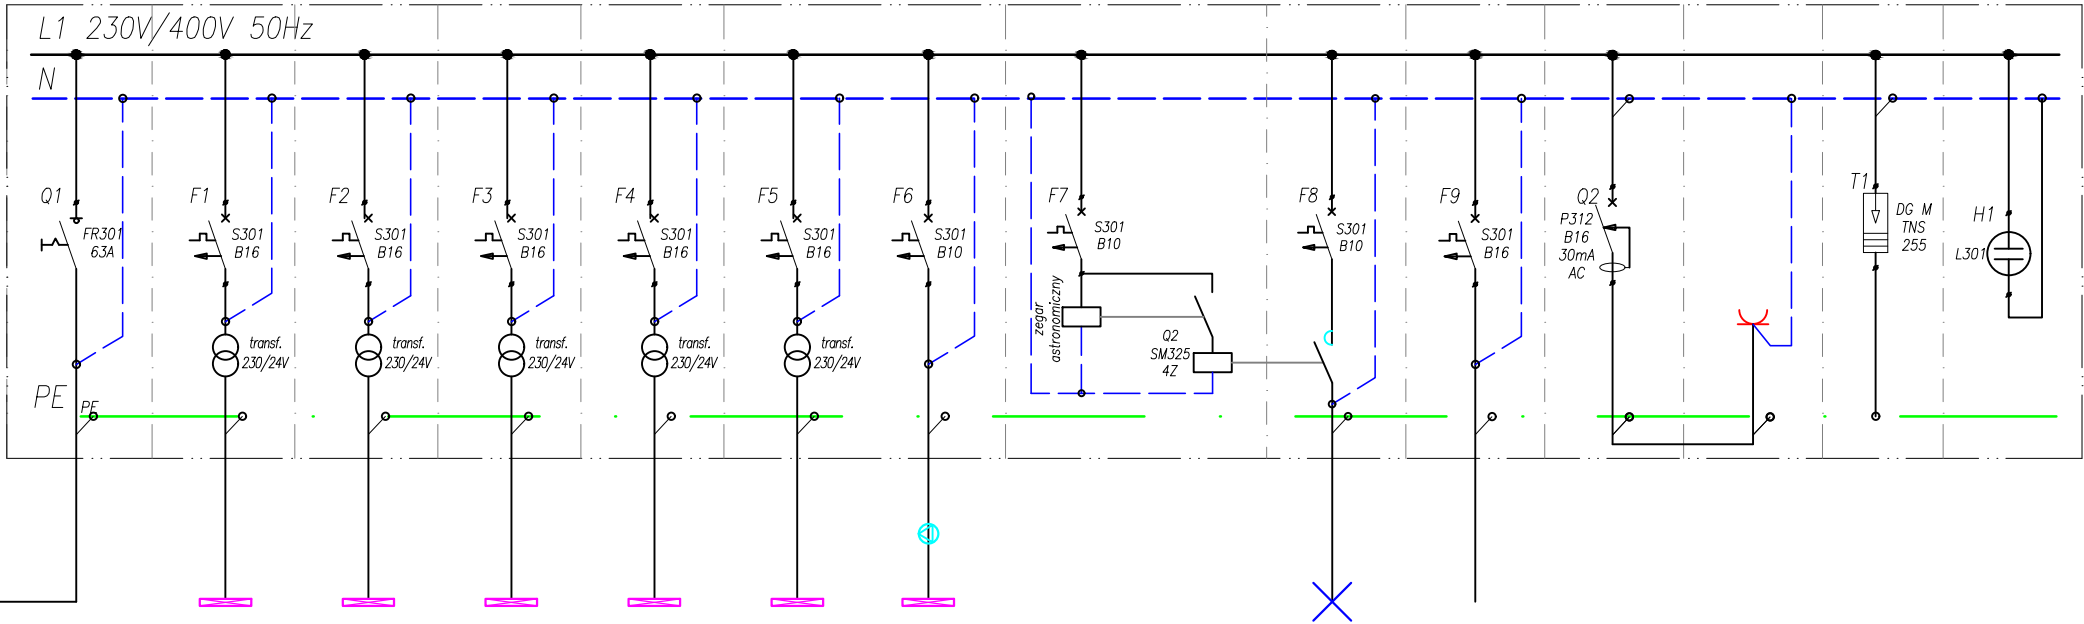 L1 230V/400V 50Hz
N
Q1
FR301
63A
F1
S301
B16
transf.
230/24V
F2
S301
B16
transf.
230/24V
F3
S301
B16
transf.
230/24V
F4
S301
B16
transf.
230/24V
F5
S301
B16
transf.
230/24V
F6
S301
B10
F7
S301
B10
zegar
astronomiczny
Q2
SM325
4Z
F8
S301
B10
F9
S301
B16
Q2
P312
B16
30mA
AC
T1
DG M
TNS
255
H1
L301
PE
PE